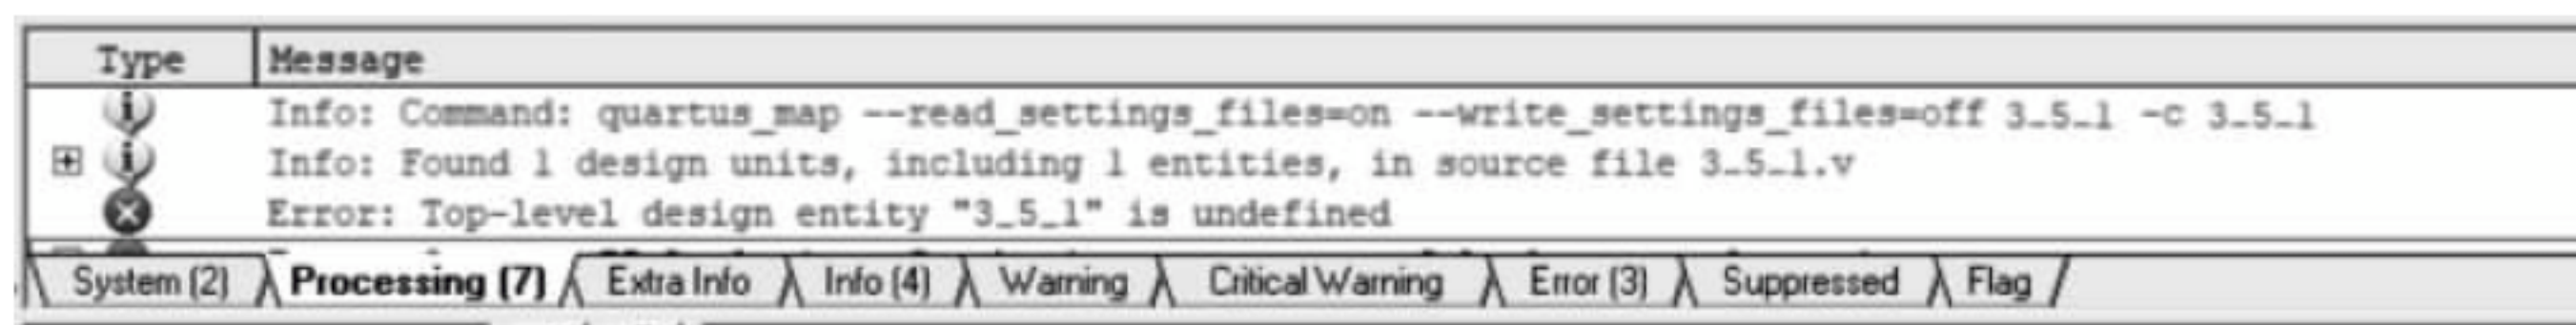 Type Message
Info: Command: quartus_map --read_settings_files=on --write_settings_files=off 3_5_1 -c 3_5_1
Info: Found 1 design units, including 1 entities, in source file 3_5_1.v
Error: Top-level design entity "3_5_1" is undefined
System (2) Processing (7) Extra Info Info (4) Warning Critical Warning Error (3) Suppressed Flag